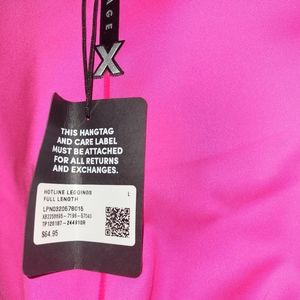 AGE
X
THIS HANGTAG
AND CARE LABEL
MUST BE ATTACHED
FOR ALL RETURNS
AND EXCHANGES.
HOTLINE LEGGINGS L
FULL LENGTH
$64.95